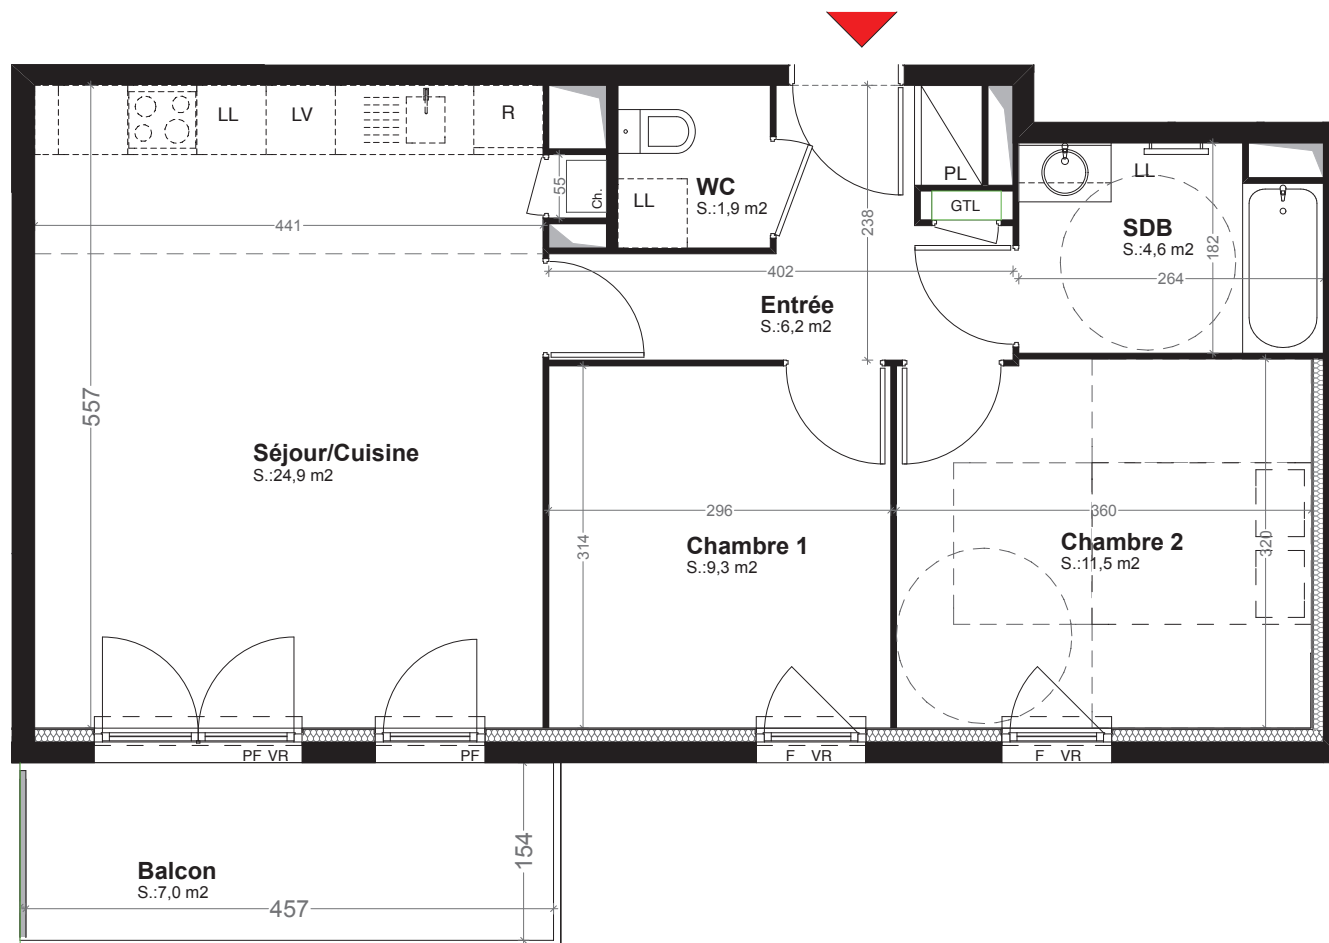 LL
LV
R
55
Ch.
WC
S.:1,9 m2
LL
PL
GTL
LL
SDB
S.:4,6 m2
182
264
441
238
402
Entrée
S.:6,2 m2
557
Séjour/Cuisine
S.:24,9 m2
296
314
Chambre 1
S.:9,3 m2
360
320
Chambre 2
S.:11,5 m2
PF VR
PF
F VR
F VR
154
Balcon
S.:7,0 m2
457